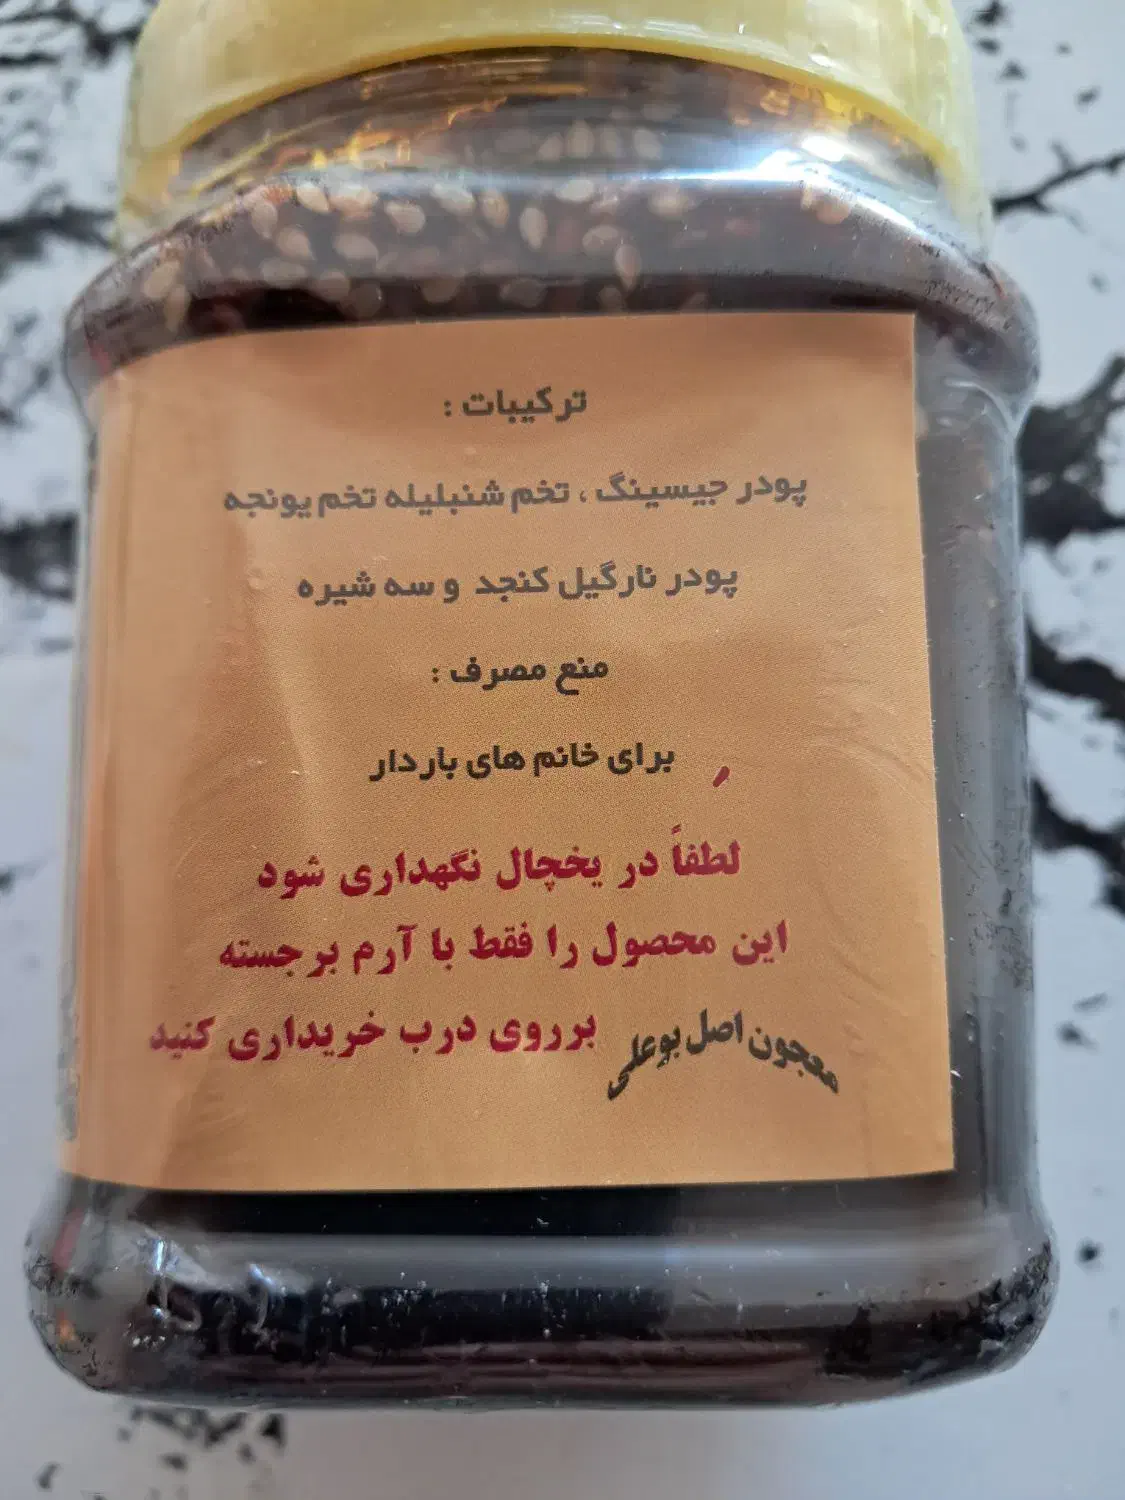 ترکیبات :
پودر جیسینگ ، تخم شنبلیله تخم یونجه
پودر نارگیل کنجد و سه شیره
منع مصرف :
برای خانم های باردار
لطفاً در یخچال نگهداری شود
این محصول را فقط با آرم برجسته
معجون اصل بوعلی برروی درب خریداری کنید